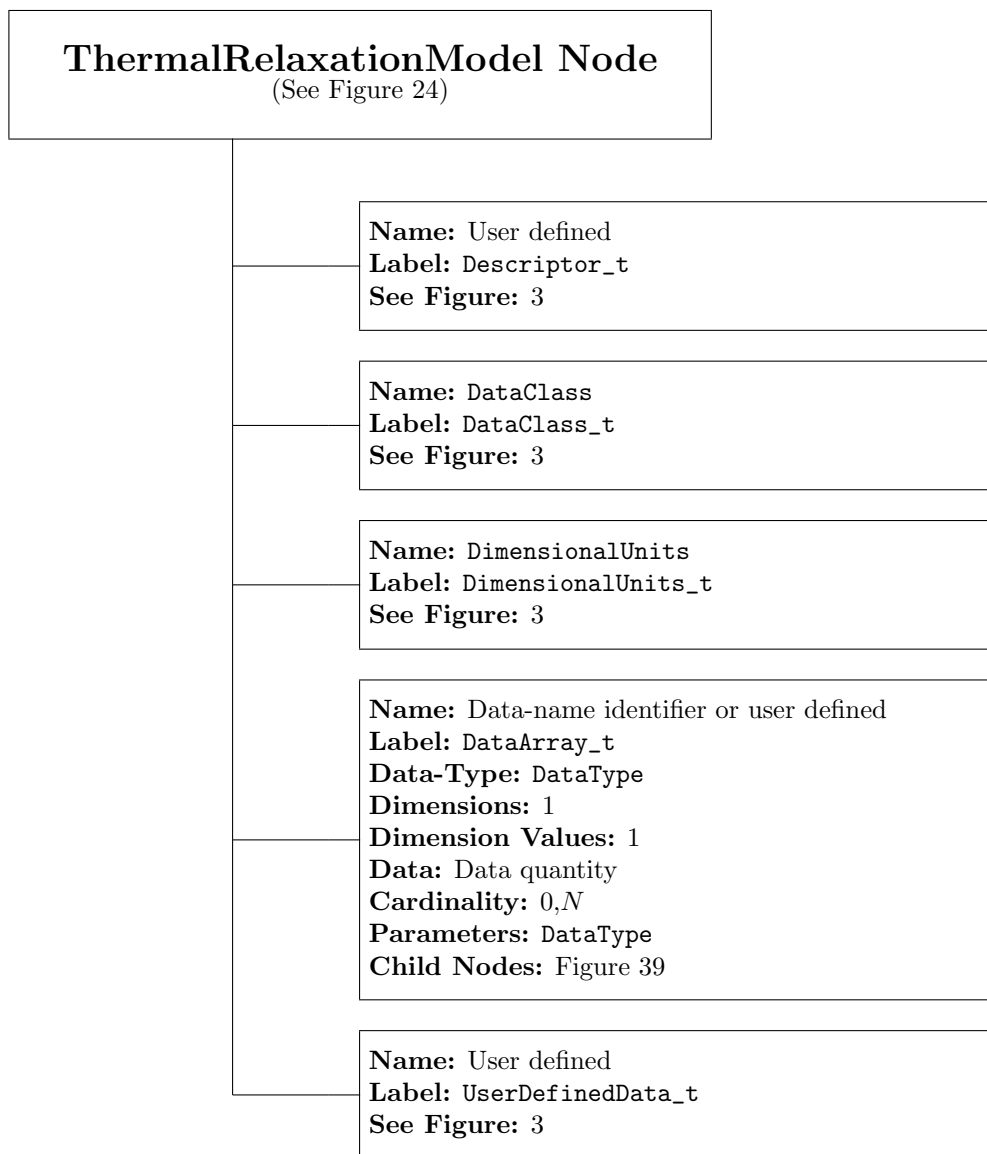 ThermalRelaxationModel Node
(See Figure 24)
Name: User defined
Label: Descriptor_t
See Figure: 3
Name: DataClass
Label: DataClass_t
See Figure: 3
Name: DimensionalUnits
Label: DimensionalUnits_t
See Figure: 3
Name: Data-name identifier or user defined
Label: DataArray_t
Data-Type: DataType
Dimensions: 1
Dimension Values: 1
Data: Data quantity
Cardinality: 0,N
Parameters: DataType
Child Nodes: Figure 39
Name: User defined
Label: UserDefinedData_t
See Figure: 3